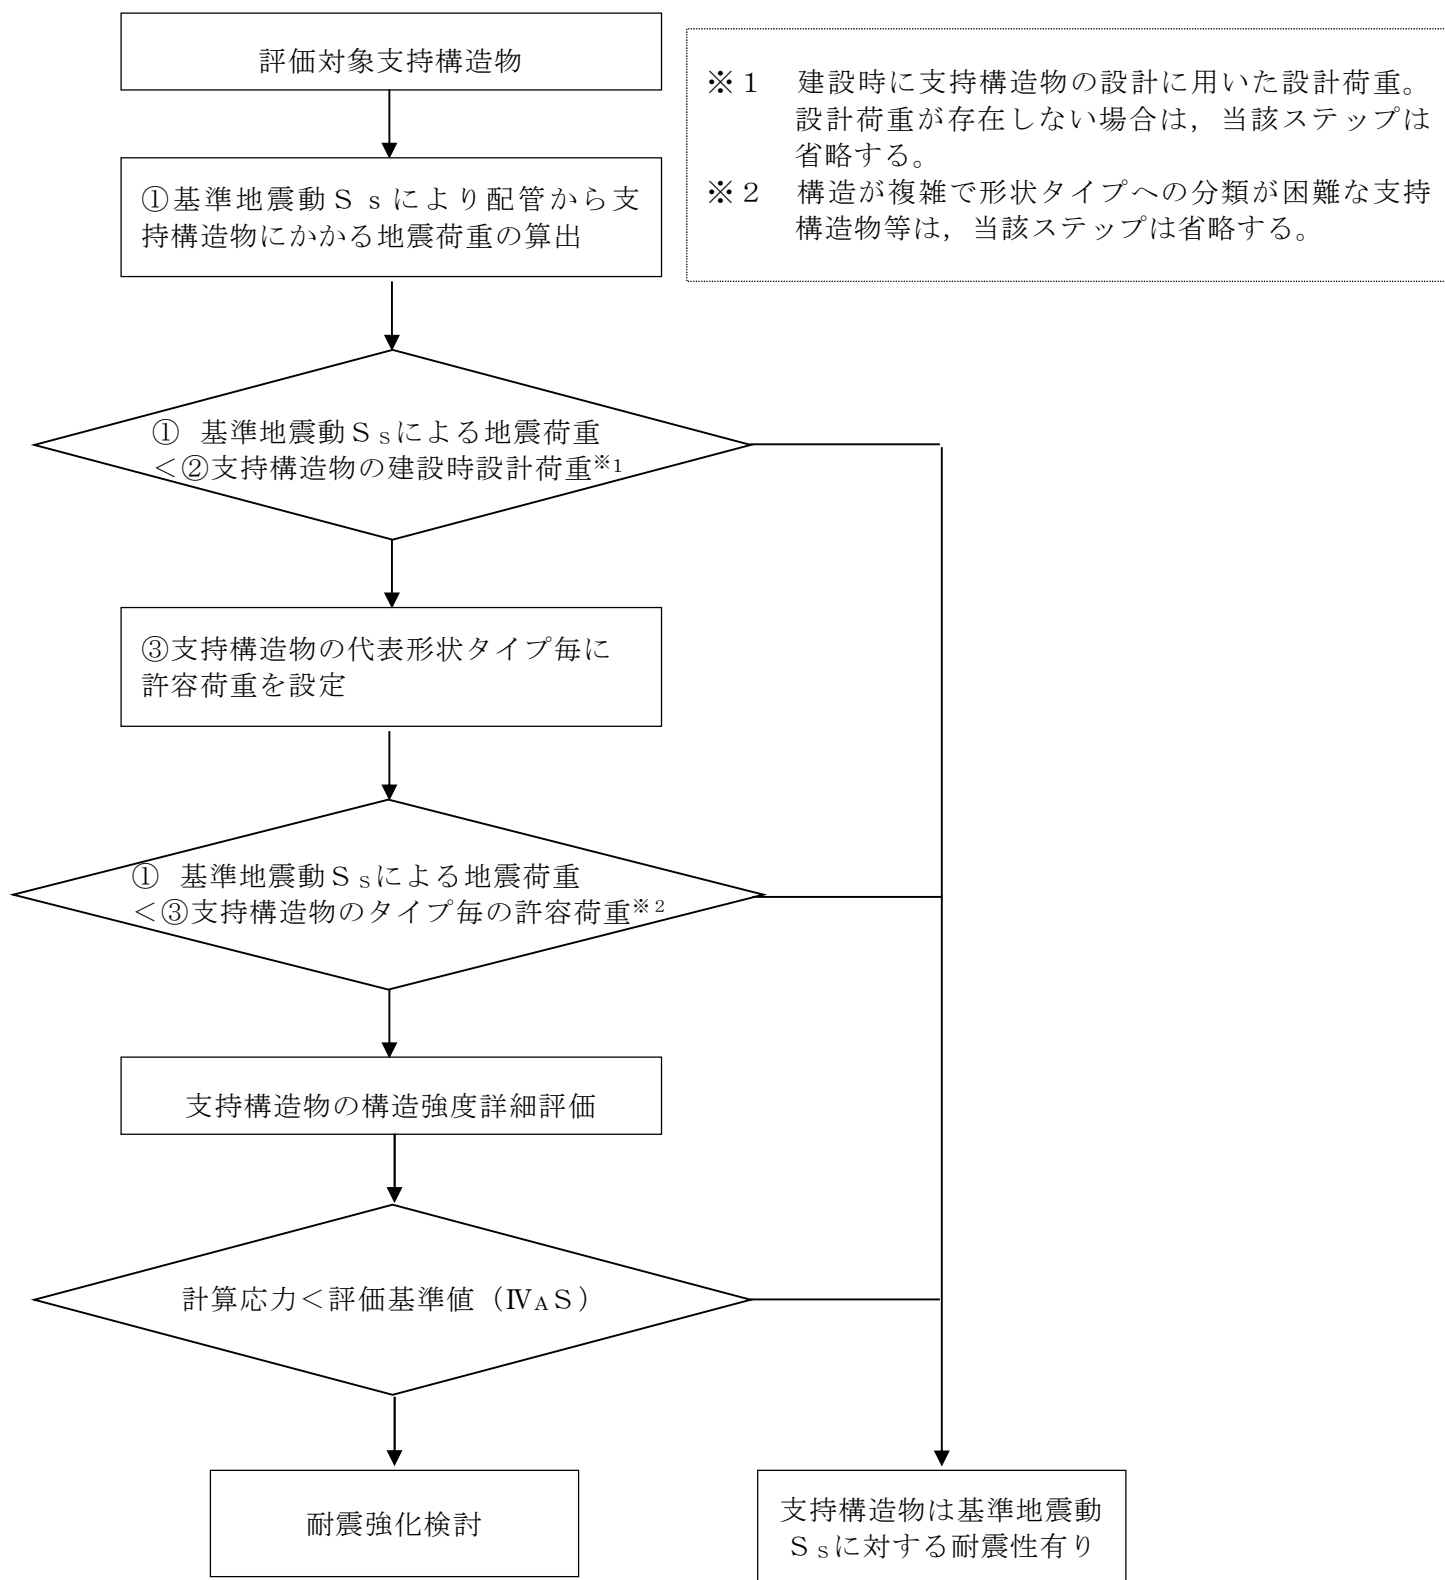 評価対象支持構造物
※１　建設時に支持構造物の設計に用いた設計荷重。
設計荷重が存在しない場合は，当該ステップは
省略する。
※２　構造が複雑で形状タイプへの分類が困難な支持
構造物等は，当該ステップは省略する。
①基準地震動Ｓｓにより配管から支
持構造物にかかる地震荷重の算出
①　基準地震動Ｓｓによる地震荷重
＜②支持構造物の建設時設計荷重※1
③支持構造物の代表形状タイプ毎に
許容荷重を設定
①　基準地震動Ｓｓによる地震荷重
＜③支持構造物のタイプ毎の許容荷重※２
支持構造物の構造強度詳細評価
計算応力＜評価基準値（ⅣAＳ）
耐震強化検討
支持構造物は基準地震動
Ｓｓに対する耐震性有り